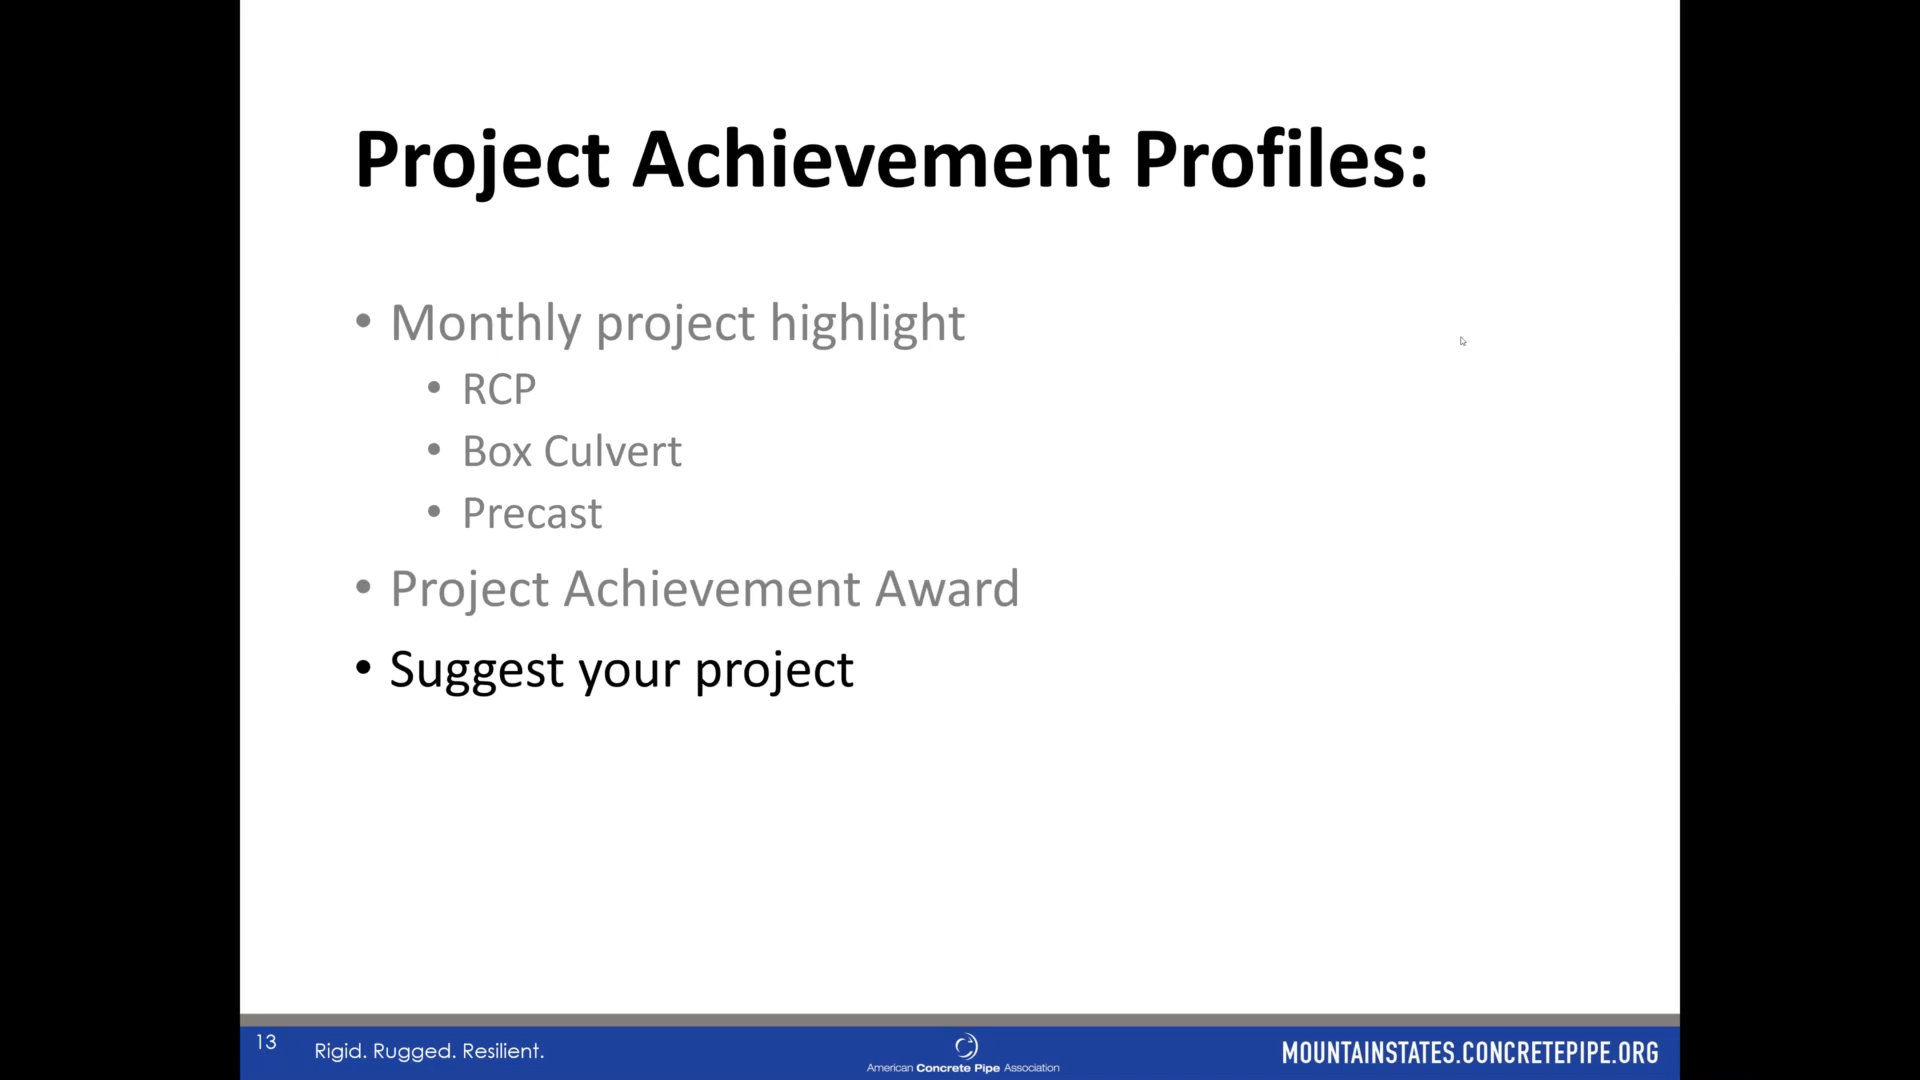 Project Achievement Profiles:
• Monthly project highlight
• RCP
• Box Culvert
• Precast
• Project Achievement Award
• Suggest your project
13
Rigid. Rugged. Resilient.
American Concrete Pipe Association
MOUNTAINSTATES.CONCRETEPIPE.ORG